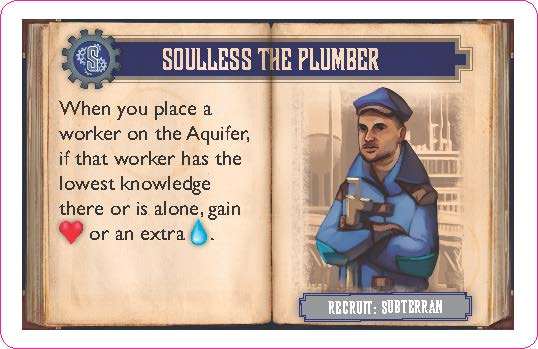 S
SOULLESS THE PLUMBER
When you place a
worker on the Aquifer,
if that worker has the
lowest knowledge
there or is alone, gain
or an extra .
RECRUIT: SUBTERRAN